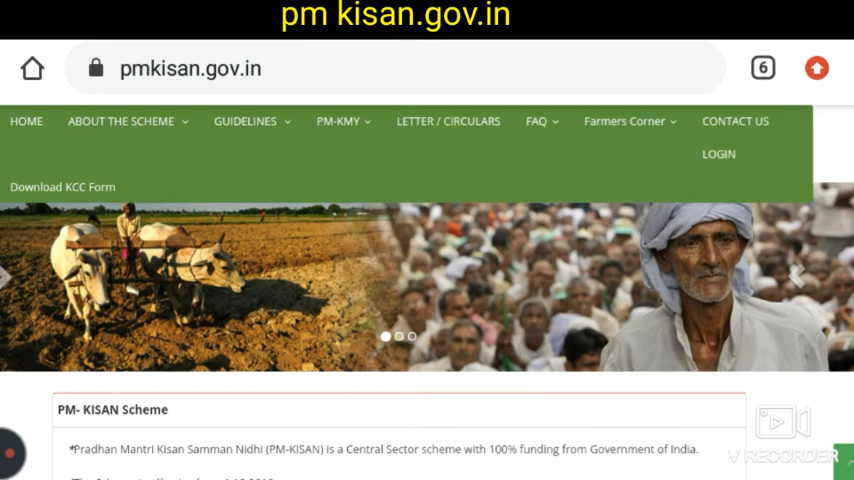 pm kisan.gov.in
pmkisan.gov.in
6
HOME ABOUT THE SCHEME GUIDELINES PM-KMY LETTER / CIRCULARS FAQ Farmers Corner CONTACT US
LOGIN
Download KCC Form
PM- KISAN Scheme
*Pradhan Mantri Kisan Samman Nidhi (PM-KISAN) is a Central Sector scheme with 100% funding from Government of India.
V RECORDER